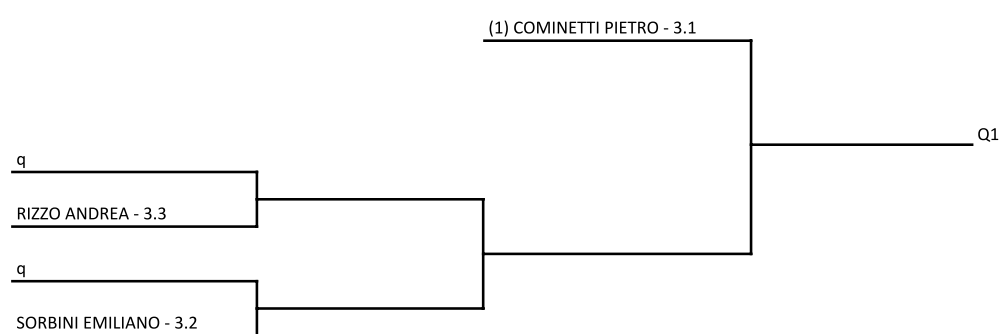 (1) COMINETTI PIETRO - 3.1
Q1
q
RIZZO ANDREA - 3.3
q
SORBINI EMILIANO - 3.2